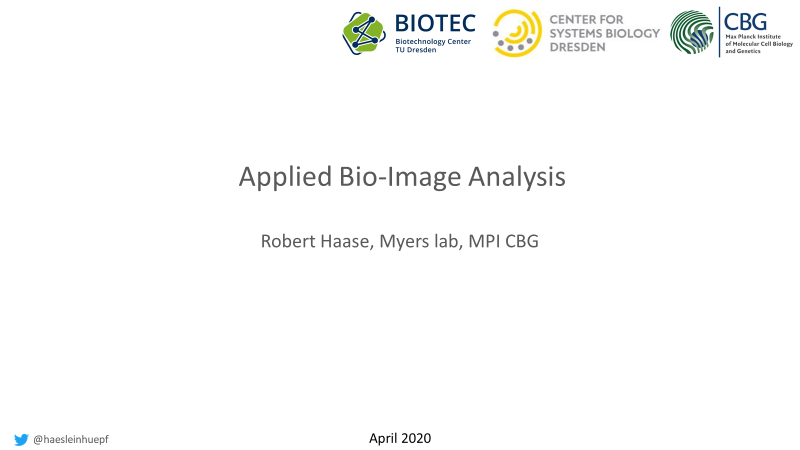 BIOTEC
Biotechnology Center
TU Dresden
CENTER FOR
SYSTEMS BIOLOGY
DRESDEN
CBG
Max Planck Institute
of Molecular Cell Biology
and Genetics
Applied Bio-Image Analysis
Robert Haase, Myers lab, MPI CBG
@haesleinhuepf
April 2020